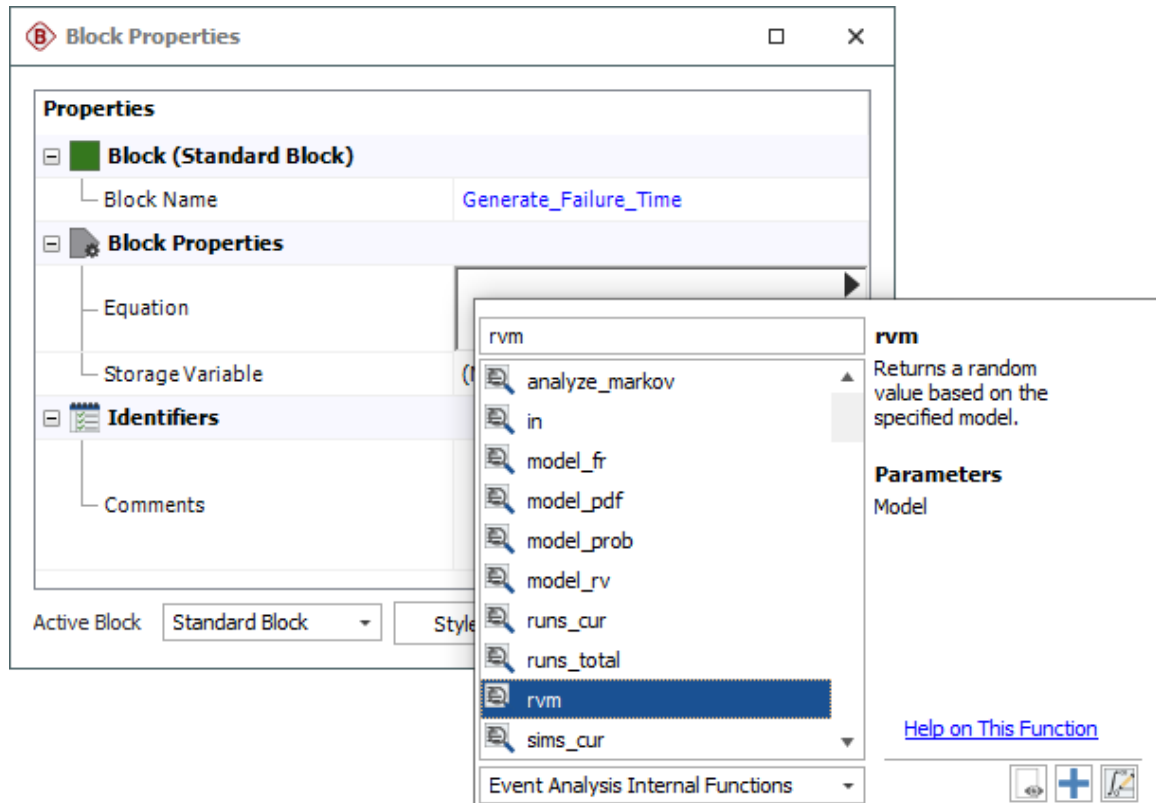 Block Properties
Properties
Block (Standard Block)
Block Name
Generate_Failure_Time
Block Properties
Equation
Storage Variable
Identifiers
Comments
Active Block
Standard Block
rvm
analyze_markov
in
model_fr
model_pdf
model_prob
model_rv
runs_cur
runs_total
rvm
sims_cur
Event Analysis Internal Functions
rvm
Returns a random
value based on the
specified model.
Parameters
Model
Help on This Function